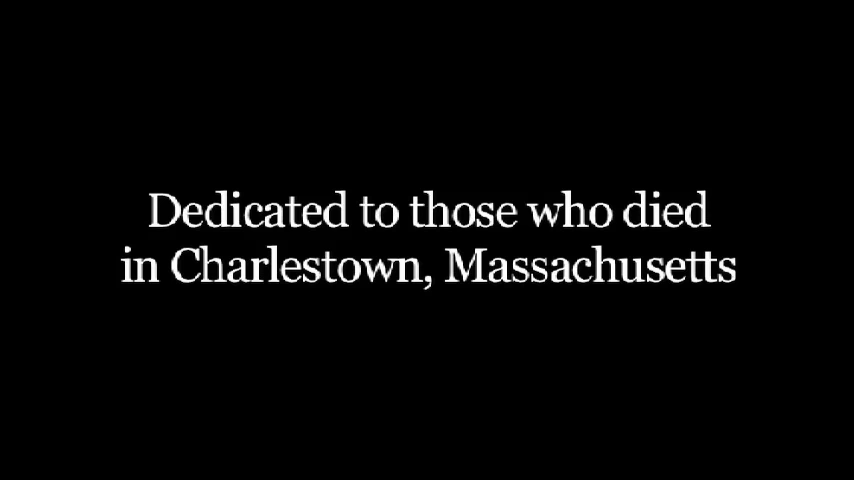 Dedicated to those who died
in Charlestown, Massachusetts